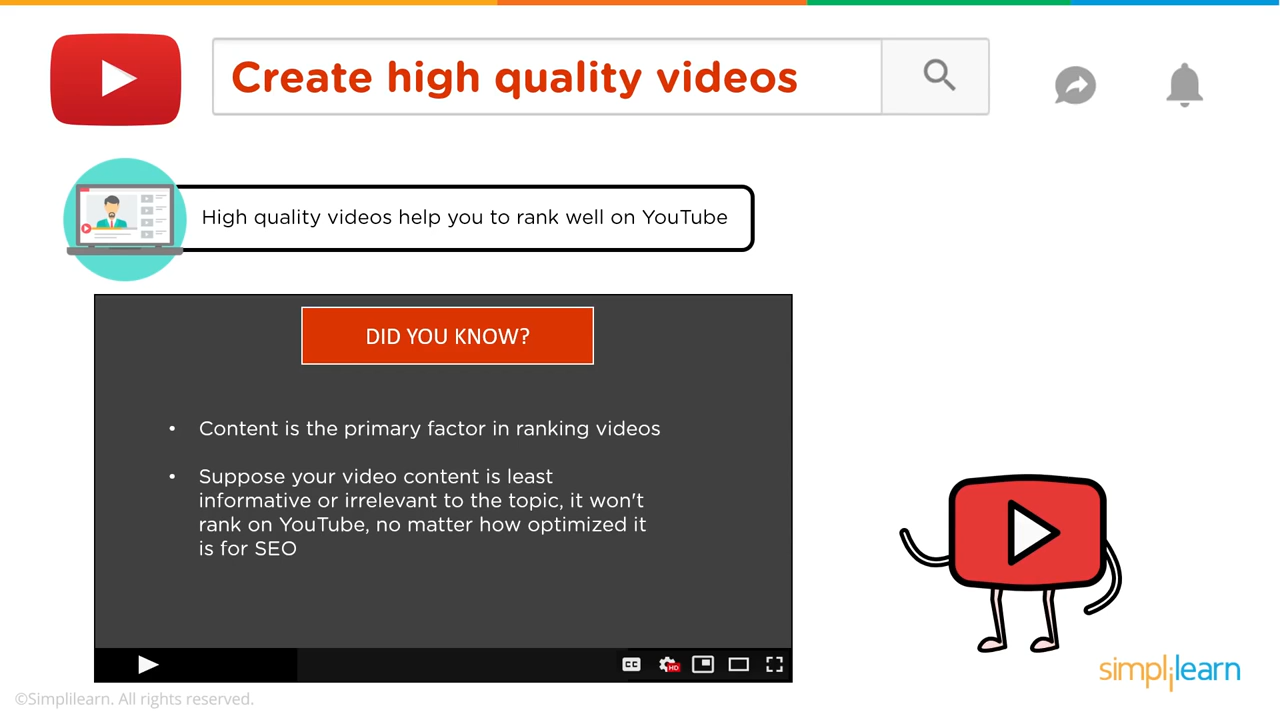 Create high quality videos
High quality videos help you to rank well on YouTube
DID YOU KNOW?
• Content is the primary factor in ranking videos
• Suppose your video content is least
informative or irrelevant to the topic, it won't
rank on YouTube, no matter how optimized it
is for SEO
CC
HD
simplilearn
©Simplilearn. All rights reserved.